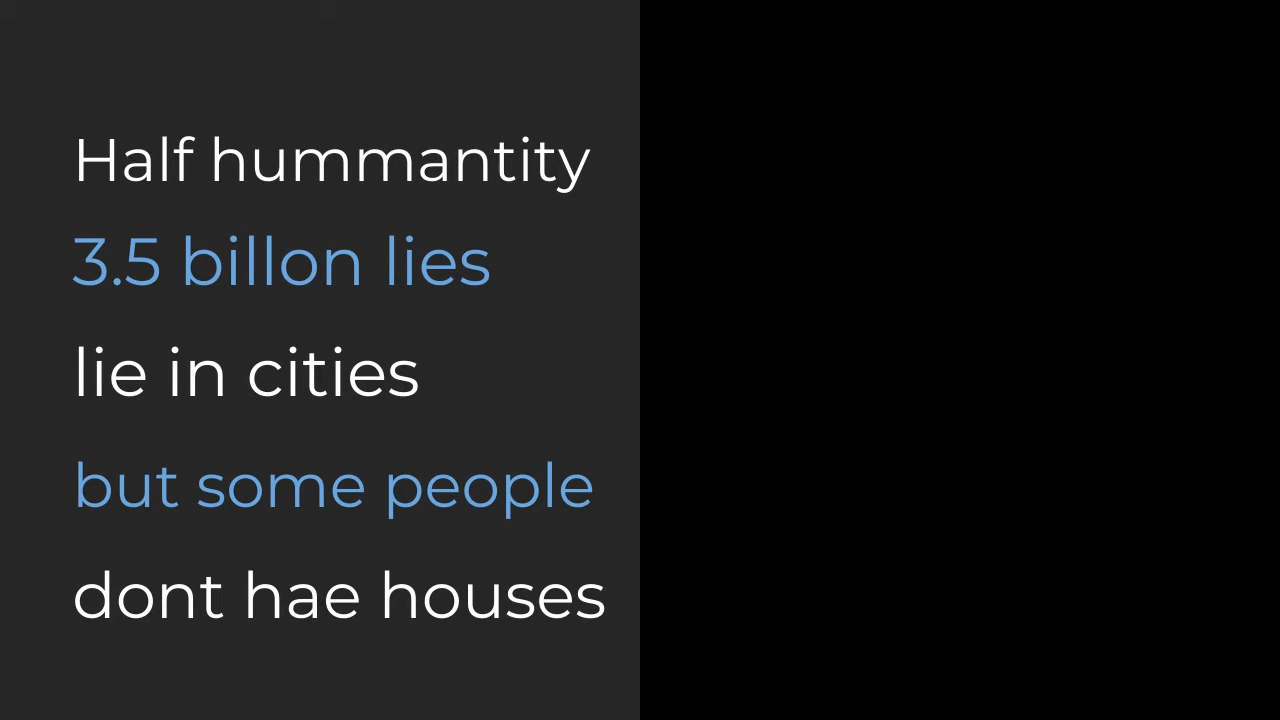 Half hummantity
3.5 billon lies
lie in cities
but some people
dont hae houses